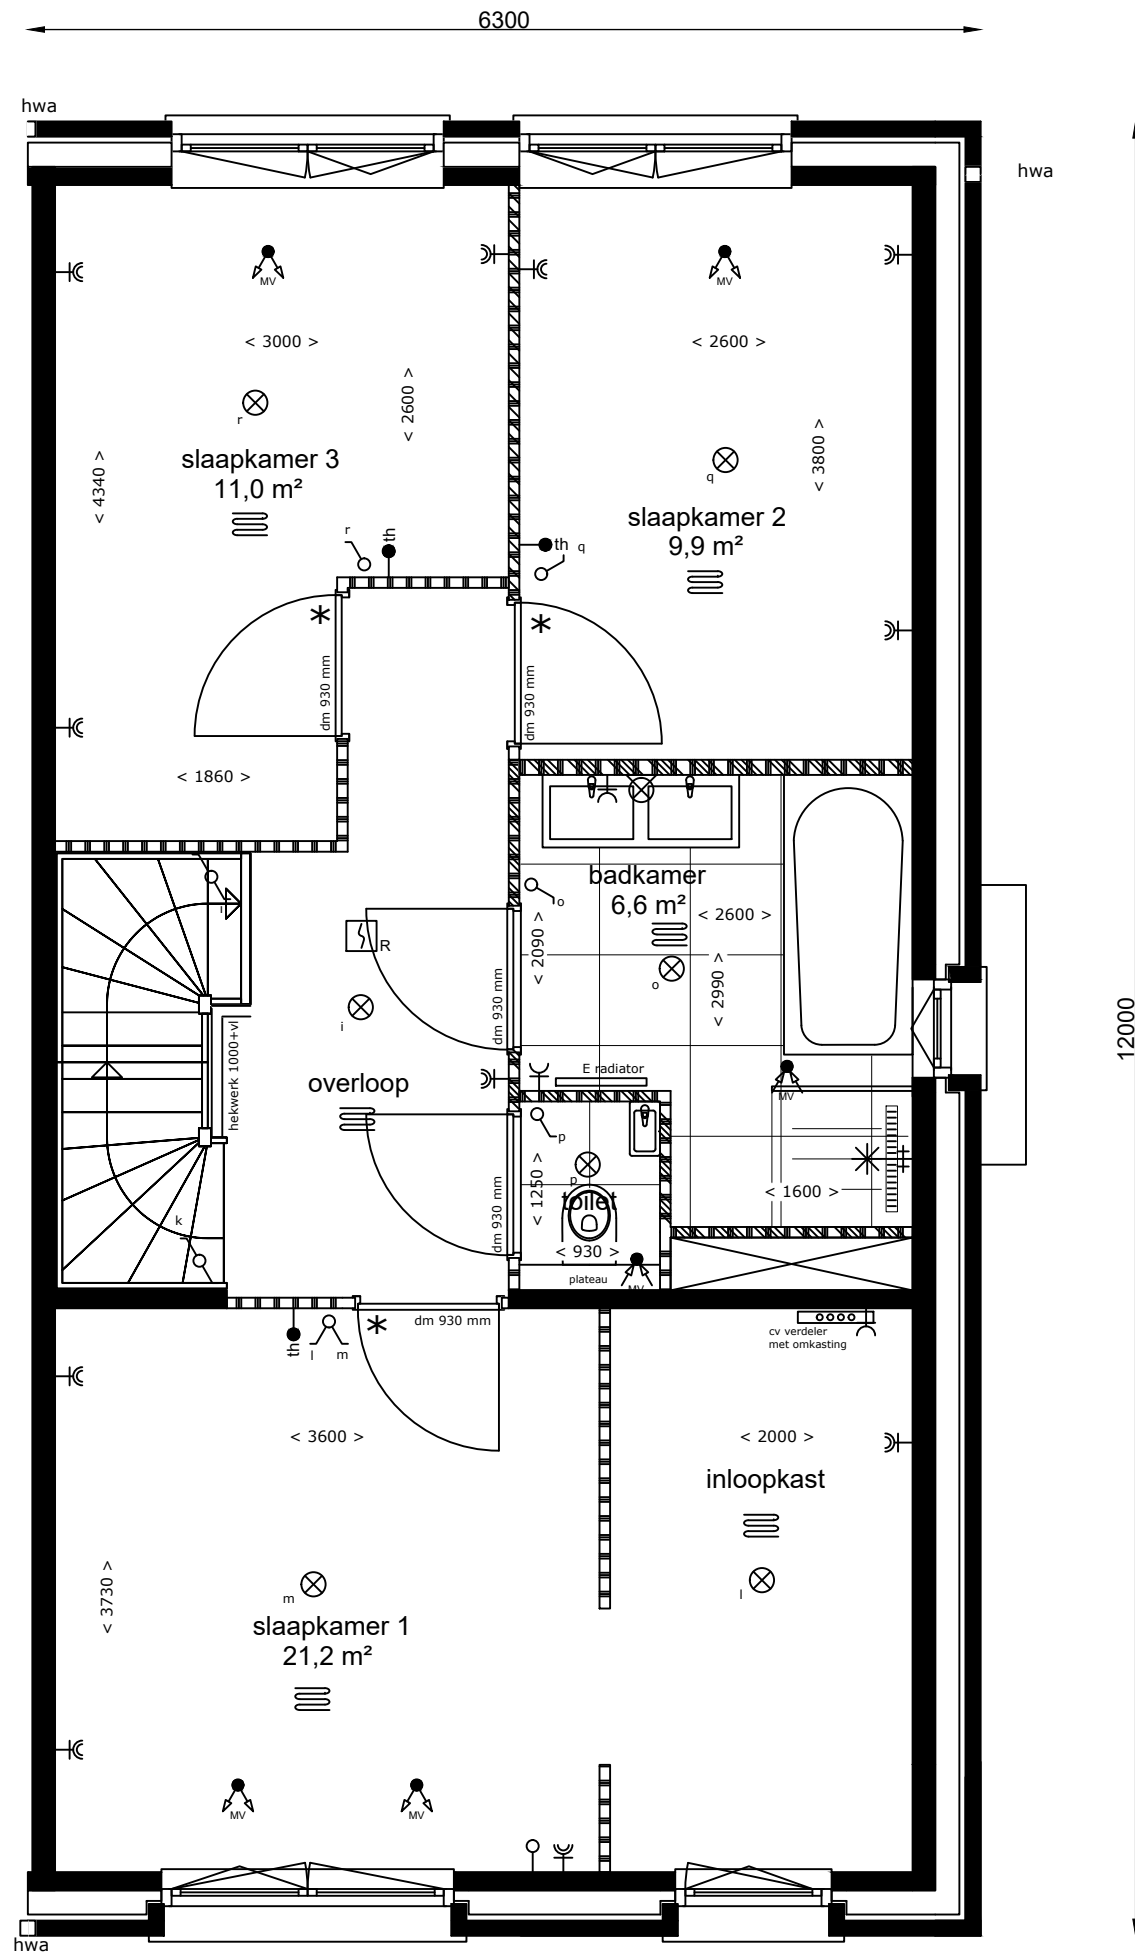 6300
hwa
hwa
MV
MV
< 3000 >
< 2600 >
< 2600 >
r
< 3800 >
< 4340 >
slaapkamer 3
11,0 m²
q
slaapkamer 2
9,9 m²
r
th
th q
dm 930 mm
dm 930 mm
< 1860 >
badkamer
6,6 m²
i
o
< 2600 >
< 2090 >
R
< 2990 >
o
dm 930 mm
i
12000
hekwerk 1000+vl
overloop
E radiator
MV
p
p
< 1250 >
toilet
< 1600 >
dm 930 mm
k
< 930 >
plateau
MV
dm 930 mm
th
l m
cv verdeler
met omkasting
< 3600 >
< 2000 >
inloopkast
< 3730 >
m
l
slaapkamer 1
21,2 m²
MV
MV
hwa